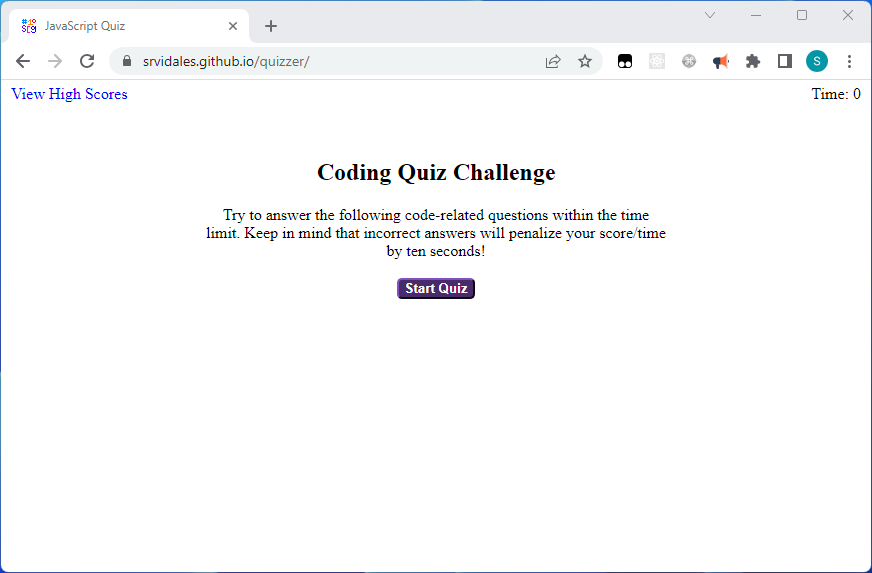 JavaScript Quiz
srvidales.github.io/quizzer/
S
View High Scores
Time: 0
Coding Quiz Challenge
Try to answer the following code-related questions within the time
limit. Keep in mind that incorrect answers will penalize your score/time
by ten seconds!
Start Quiz